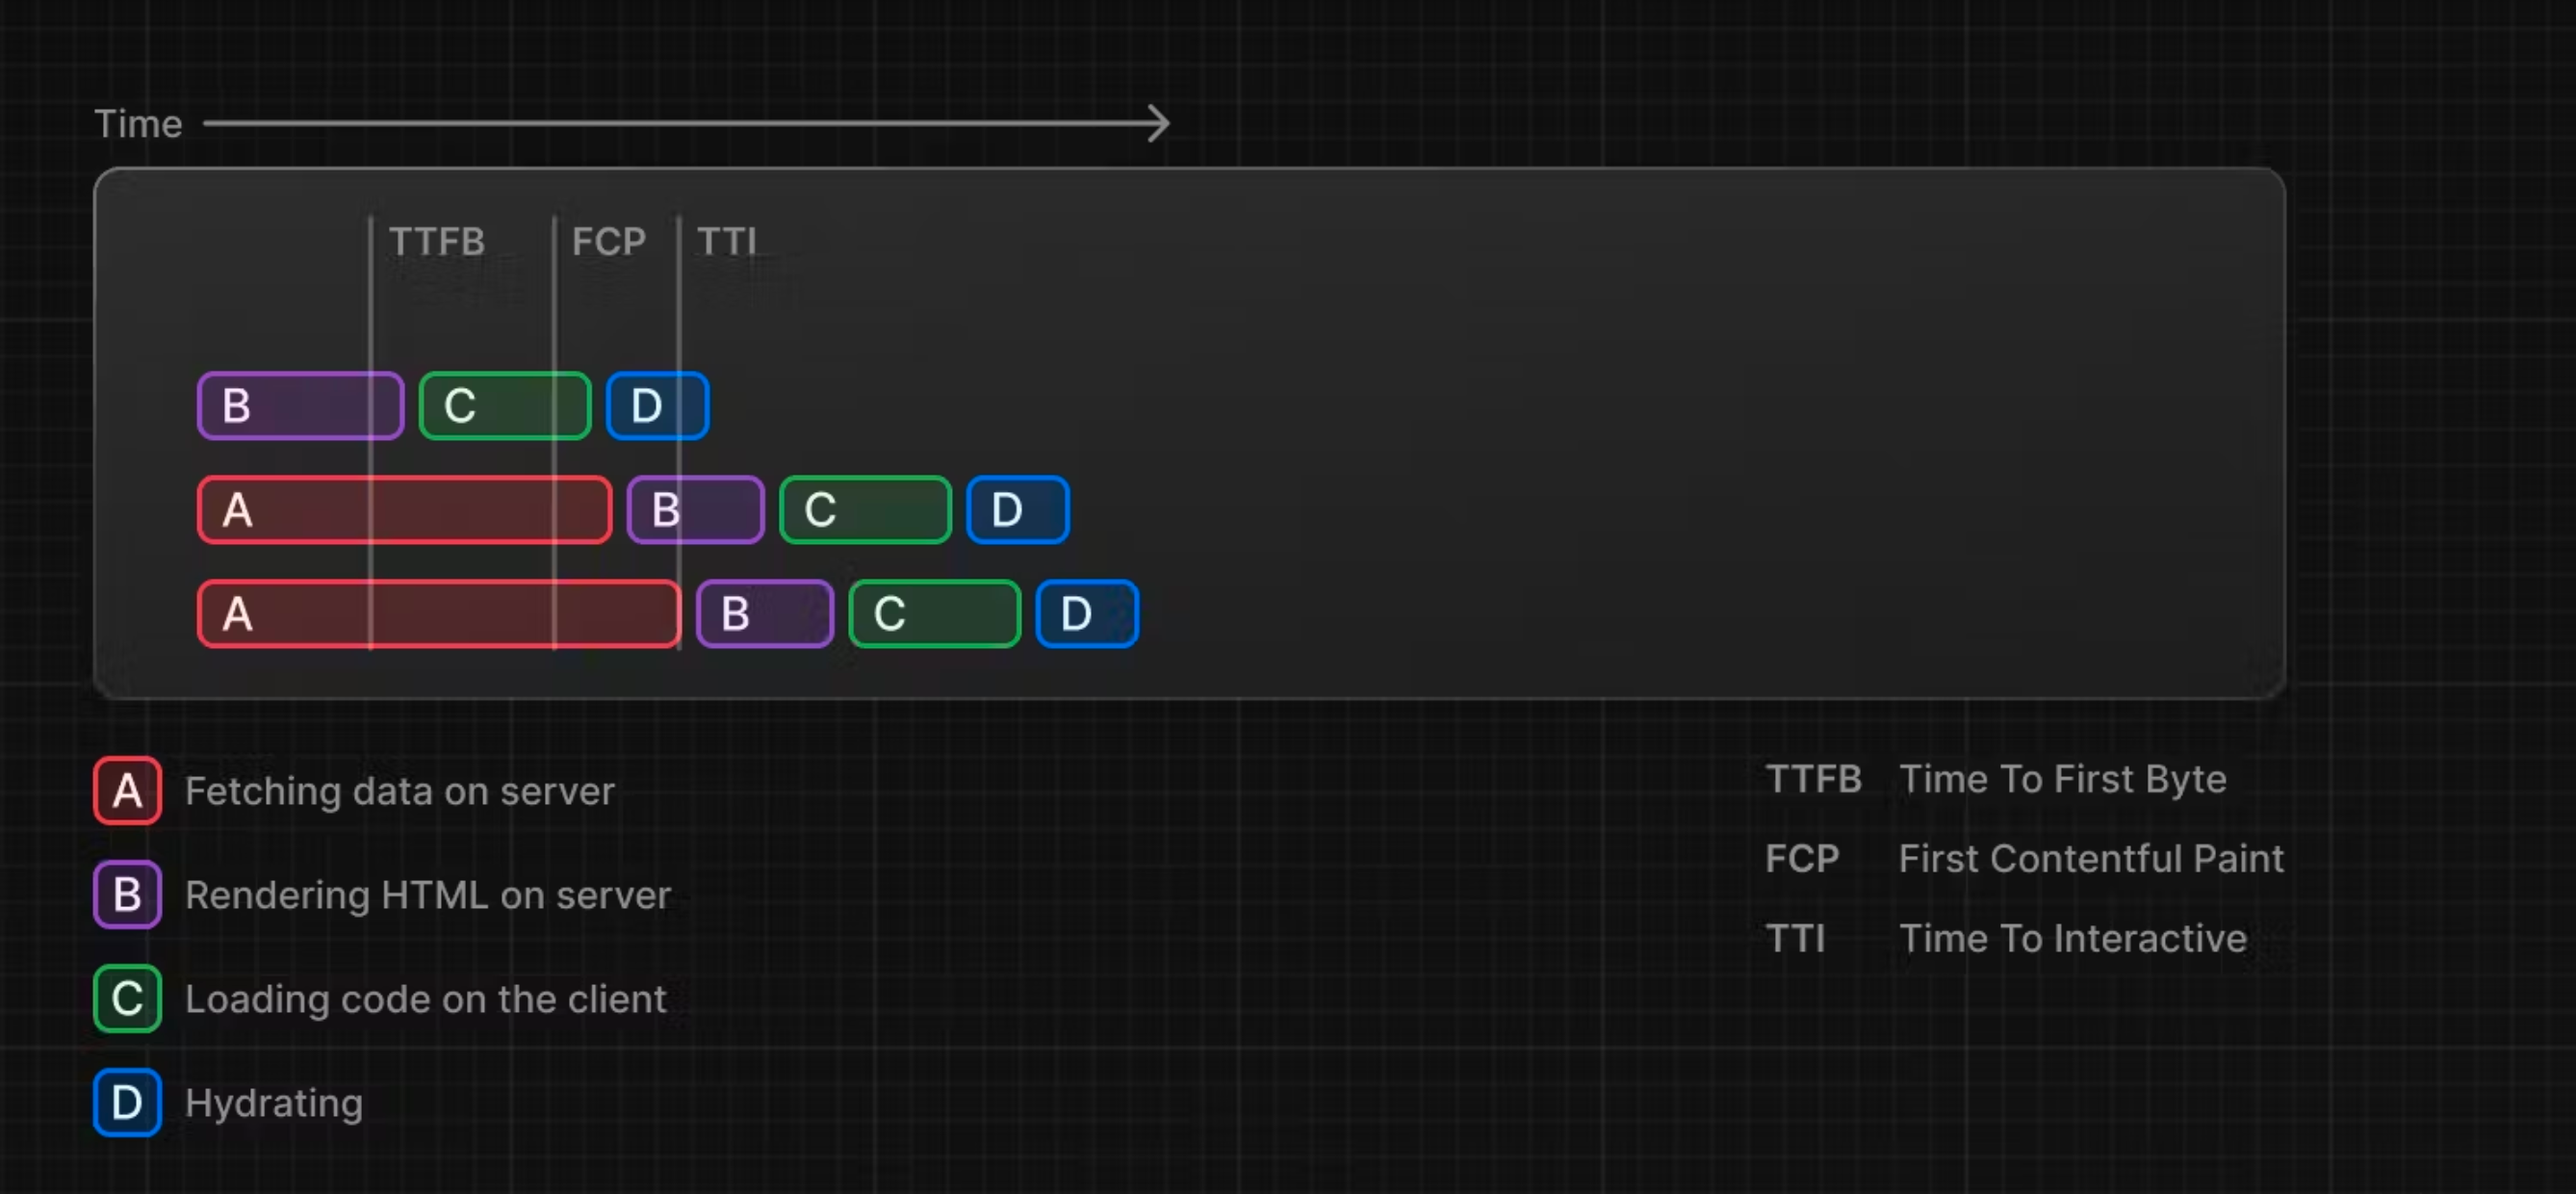 Time
TTFB FCP TTI
B C D
A B C D
A B C D
A Fetching data on server
B Rendering HTML on server
C Loading code on the client
D Hydrating
TTFB Time To First Byte
FCP First Contentful Paint
TTI Time To Interactive